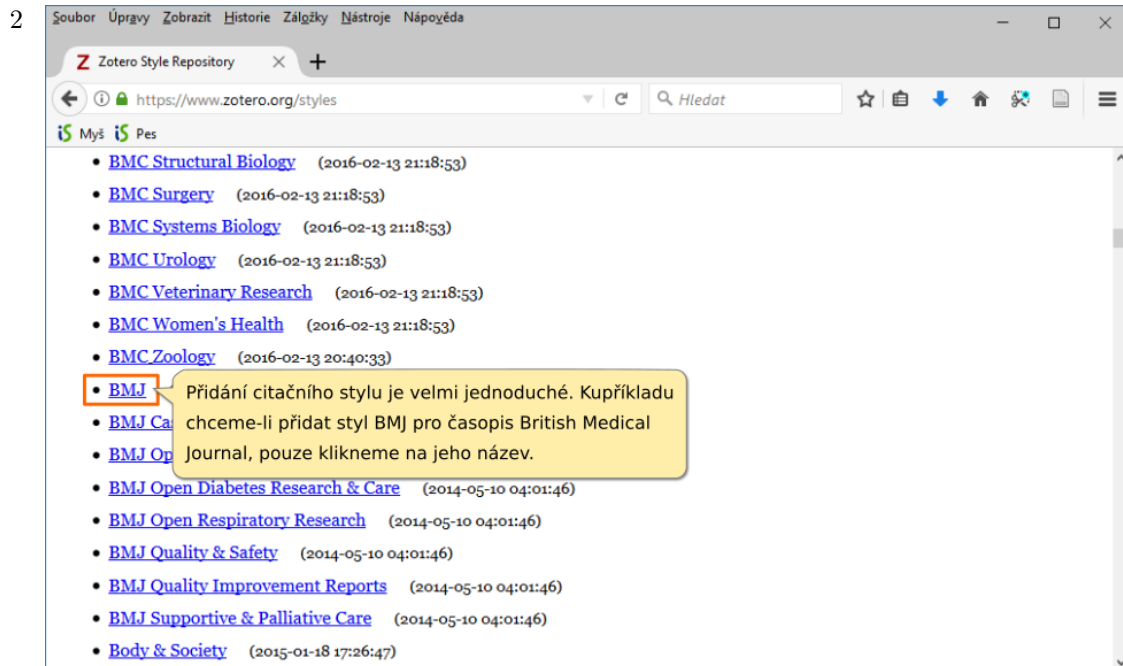 2
Soubor Úpravy Zobrazit Historie Záložky Nástroje Nápověda
Z Zotero Style Repository
https://www.zotero.org/styles
Hledat
iS Myš iS Pes
• BMC Structural Biology (2016-02-13 21:18:53)
• BMC Surgery (2016-02-13 21:18:53)
• BMC Systems Biology (2016-02-13 21:18:53)
• BMC Urology (2016-02-13 21:18:53)
• BMC Veterinary Research (2016-02-13 21:18:53)
• BMC Women's Health (2016-02-13 21:18:53)
• BMC Zoology (2016-02-13 20:40:33)
• BMJ
Přidání citačního stylu je velmi jednoduché. Kupříkladu
chceme-li přidat styl BMJ pro časopis British Medical
Journal, pouze klikneme na jeho název.
• BMJ Ca
• BMJ Op
• BMJ Open Diabetes Research & Care (2014-05-10 04:01:46)
• BMJ Open Respiratory Research (2014-05-10 04:01:46)
• BMJ Quality & Safety (2014-05-10 04:01:46)
• BMJ Quality Improvement Reports (2014-05-10 04:01:46)
• BMJ Supportive & Palliative Care (2014-05-10 04:01:46)
• Body & Society (2015-01-18 17:26:47)